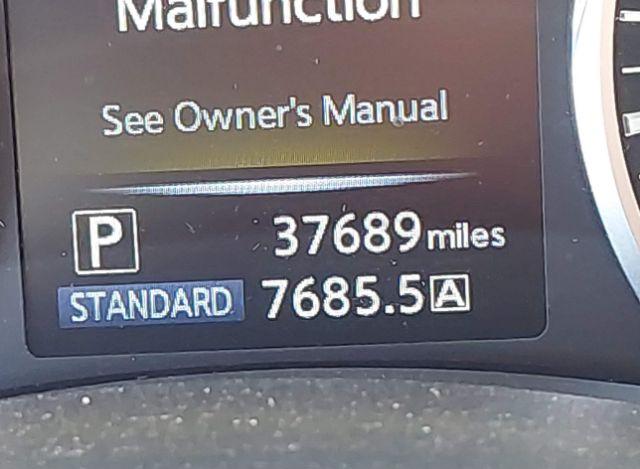 Malfunction
See Owner's Manual
P 37689 miles
STANDARD 7685.5 A